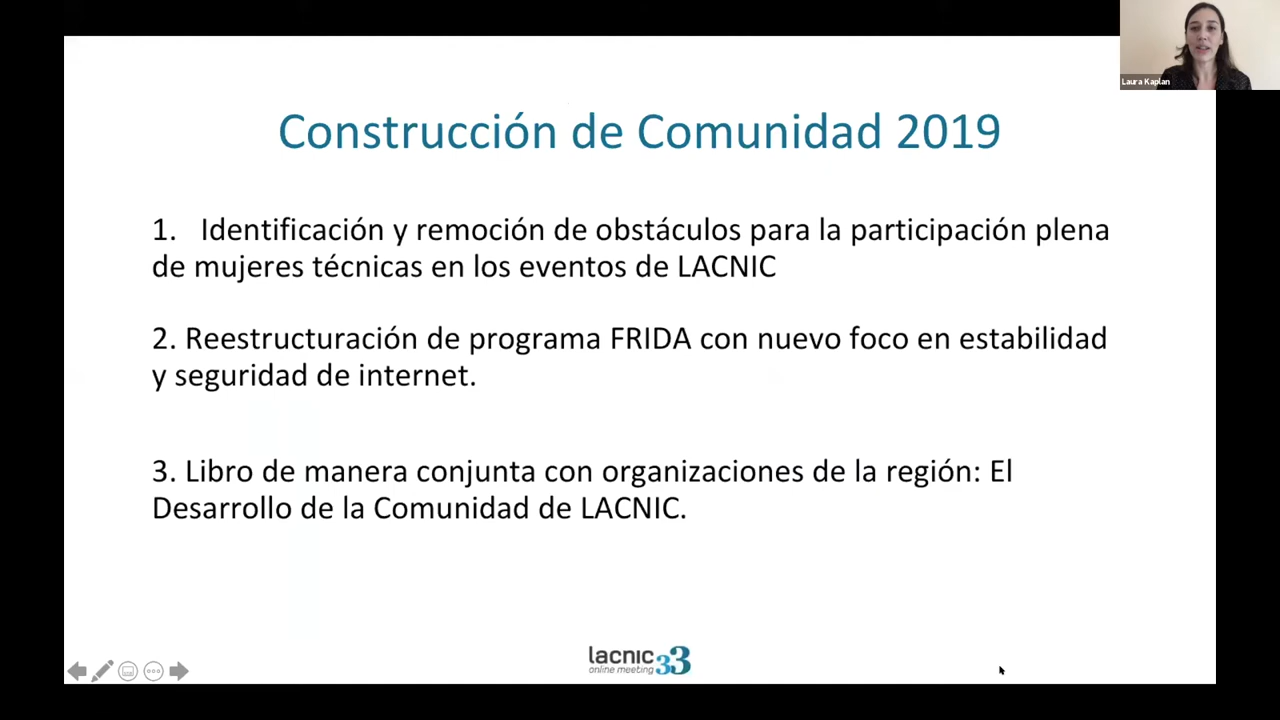 Laura Kaplan
Construcción de Comunidad 2019
1. Identificación y remoción de obstáculos para la participación plena
de mujeres técnicas en los eventos de LACNIC
2. Reestructuración de programa FRIDA con nuevo foco en estabilidad
y seguridad de internet.
3. Libro de manera conjunta con organizaciones de la región: El
Desarrollo de la Comunidad de LACNIC.
lacnic 33
online meeting